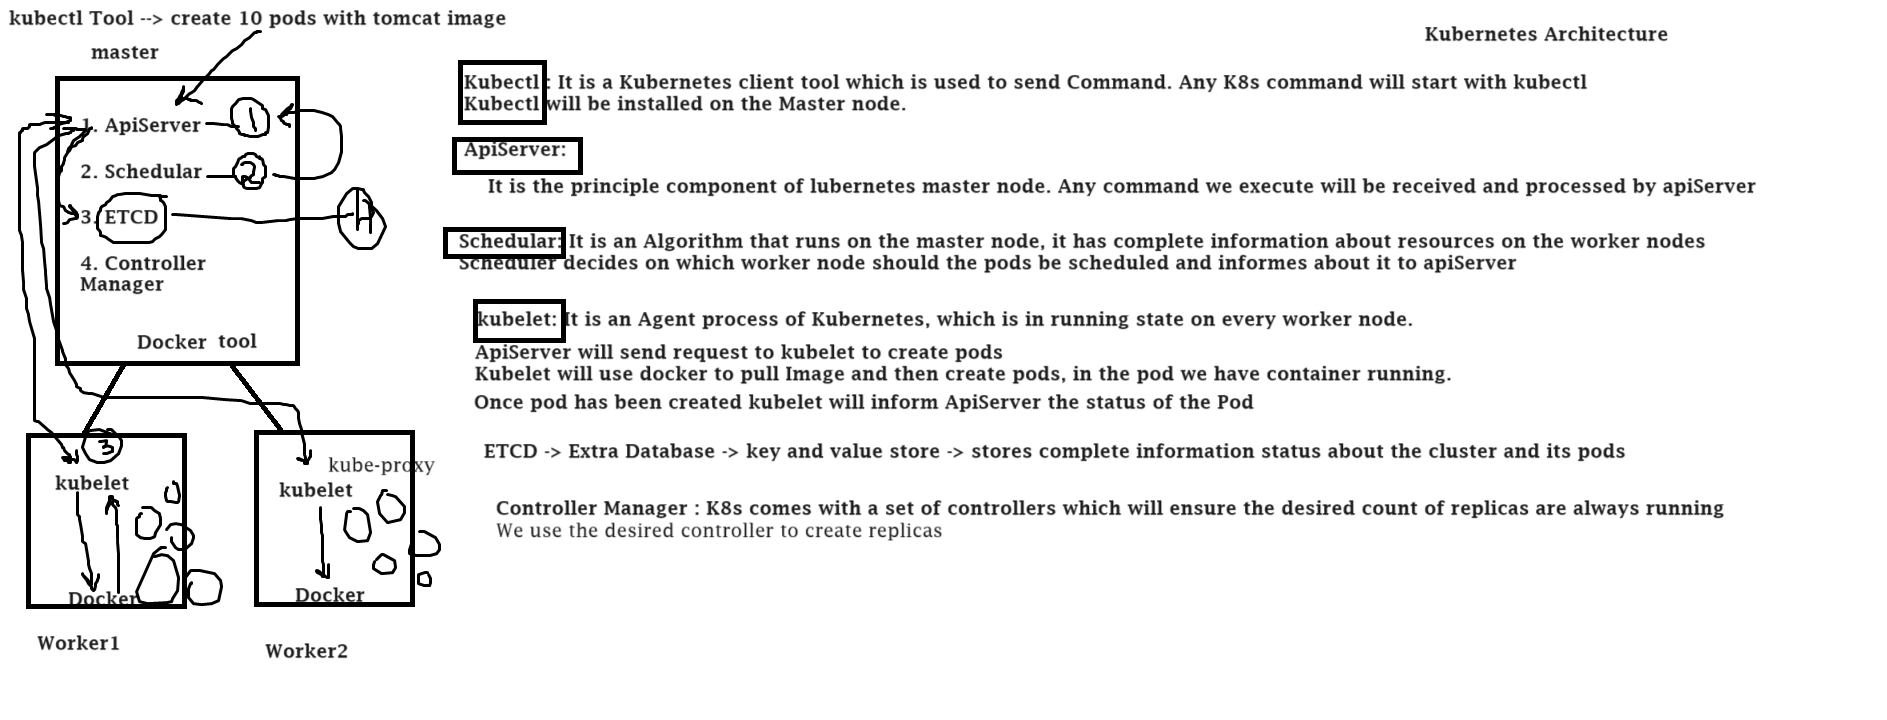 kubectl Tool --> create 10 pods with tomcat image
Kubernetes Architecture
master
1. ApiServer
1
2. Schedular
2
3. ETCD
4. Controller
Manager
Docker tool
3
kubelet
Docker
Worker1
kube-proxy
kubelet
Docker
Worker2
Kubectl : It is a Kubernetes client tool which is used to send Command. Any K8s command will start with kubectl
Kubectl will be installed on the Master node.
ApiServer:
It is the principle component of lubernetes master node. Any command we execute will be received and processed by apiServer
Schedular: It is an Algorithm that runs on the master node, it has complete information about resources on the worker nodes
Scheduler decides on which worker node should the pods be scheduled and informes about it to apiServer
kubelet: It is an Agent process of Kubernetes, which is in running state on every worker node.
ApiServer will send request to kubelet to create pods
Kubelet will use docker to pull Image and then create pods, in the pod we have container running.
Once pod has been created kubelet will inform ApiServer the status of the Pod
ETCD -> Extra Database -> key and value store -> stores complete information status about the cluster and its pods
Controller Manager : K8s comes with a set of controllers which will ensure the desired count of replicas are always running
We use the desired controller to create replicas